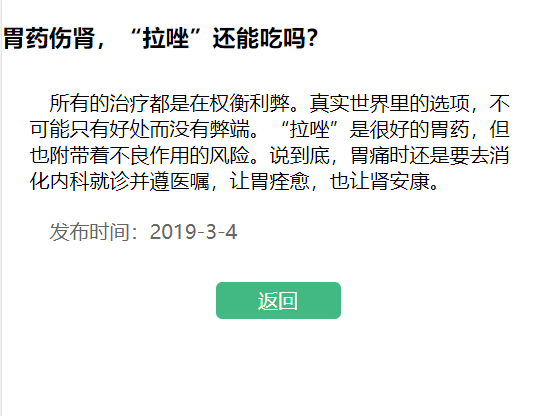 胃药伤肾，“拉唑”还能吃吗？
所有的治疗都是在权衡利弊。真实世界里的选项，不
可能只有好处而没有弊端。“拉唑”是很好的胃药，但
也附带着不良作用的风险。说到底，胃痛时还是要去消
化内科就诊并遵医嘱，让胃痊愈，也让肾安康。
发布时间：2019-3-4
返回